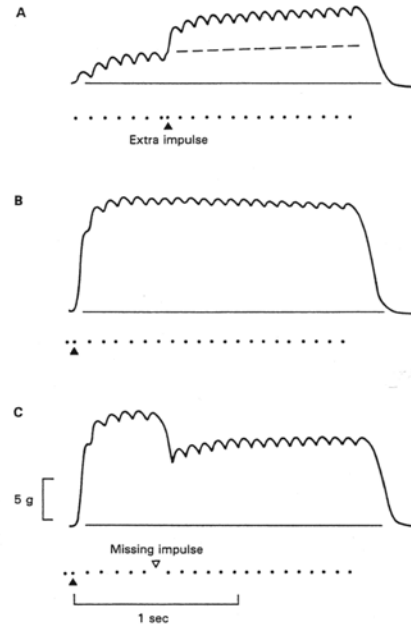 A
Extra impulse
B
C
5 g
Missing impulse
1 sec